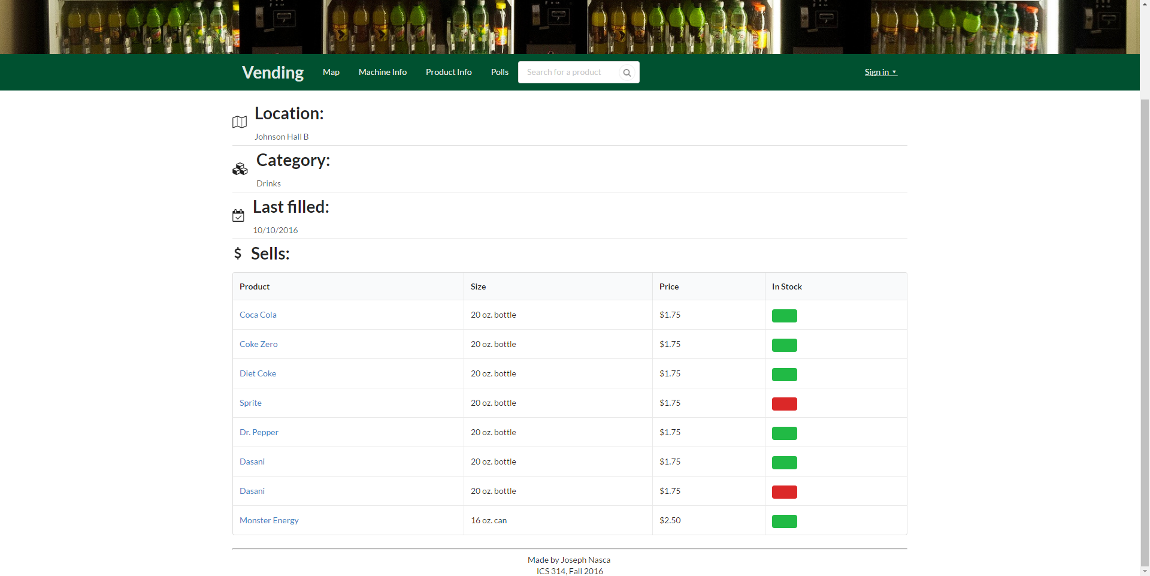 Vending Map Machine Info Product Info Polls Search for a product Sign in
Location:
Johnson Hall B
Category:
Drinks
Last filled:
10/10/2016
$ Sells:
Product Size Price In Stock
Coca Cola 20 oz. bottle $1.75
Coke Zero 20 oz. bottle $1.75
Diet Coke 20 oz. bottle $1.75
Sprite 20 oz. bottle $1.75
Dr. Pepper 20 oz. bottle $1.75
Dasani 20 oz. bottle $1.75
Dasani 20 oz. bottle $1.75
Monster Energy 16 oz. can $2.50
Made by Joseph Nasca
ICS 314, Fall 2016